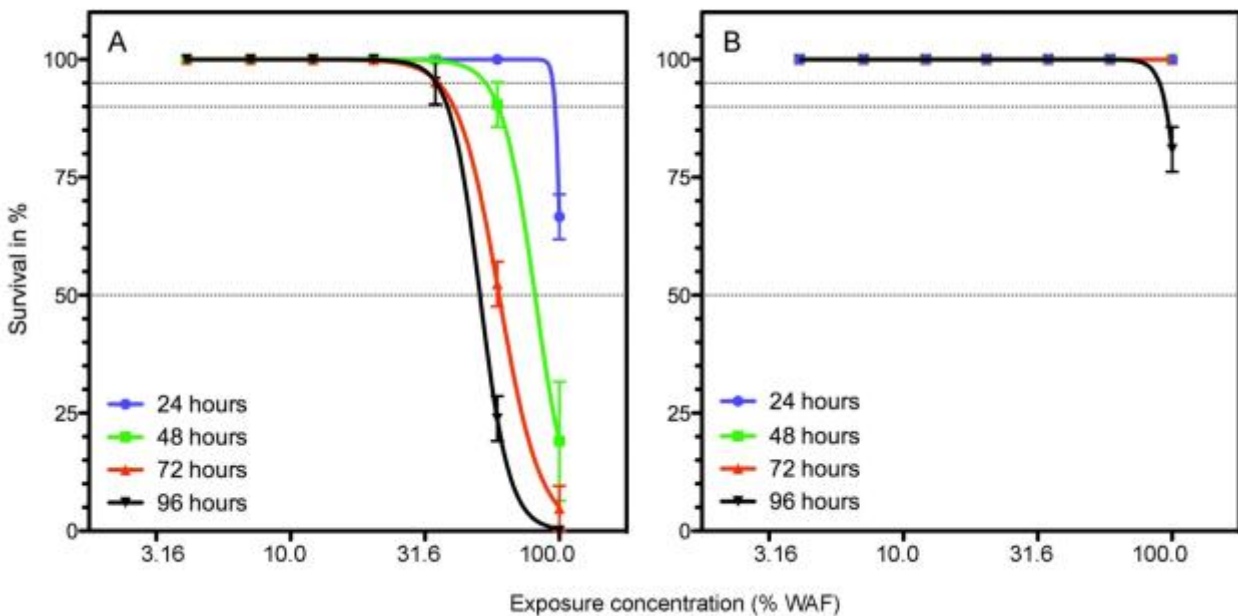 A
B
Survival in %
100
75
50
25
0
100
75
50
25
0
24 hours
48 hours
72 hours
96 hours
24 hours
48 hours
72 hours
96 hours
3.16 10.0 31.6 100.0
3.16 10.0 31.6 100.0
Exposure concentration (% WAF)